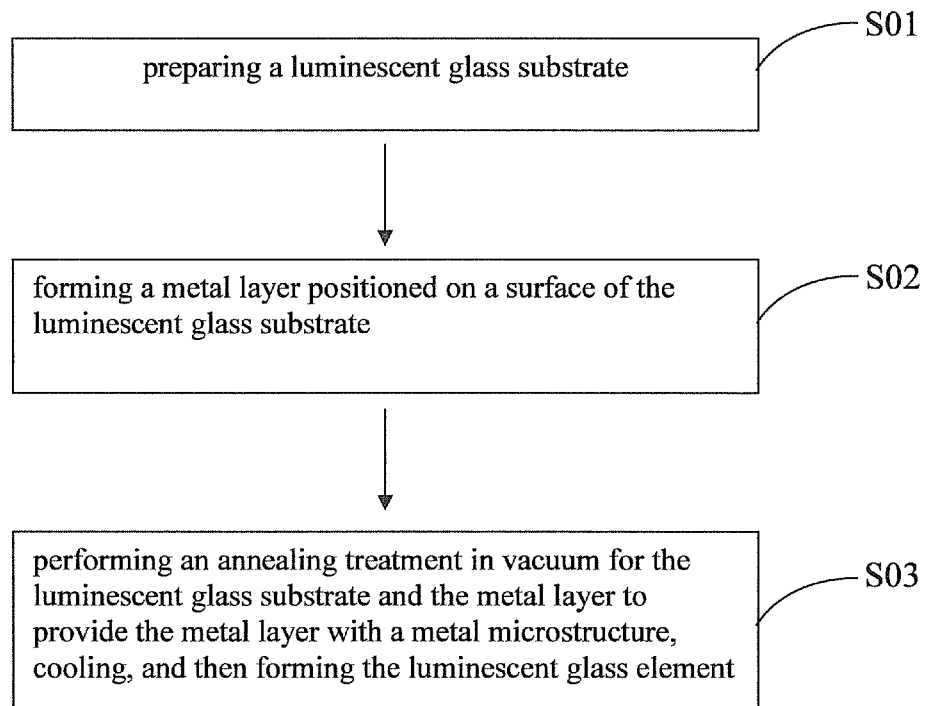 S01
preparing a luminescent glass substrate
S02
forming a metal layer positioned on a surface of the
luminescent glass substrate
S03
performing an annealing treatment in vacuum for the
luminescent glass substrate and the metal layer to
provide the metal layer with a metal microstructure,
cooling, and then forming the luminescent glass element